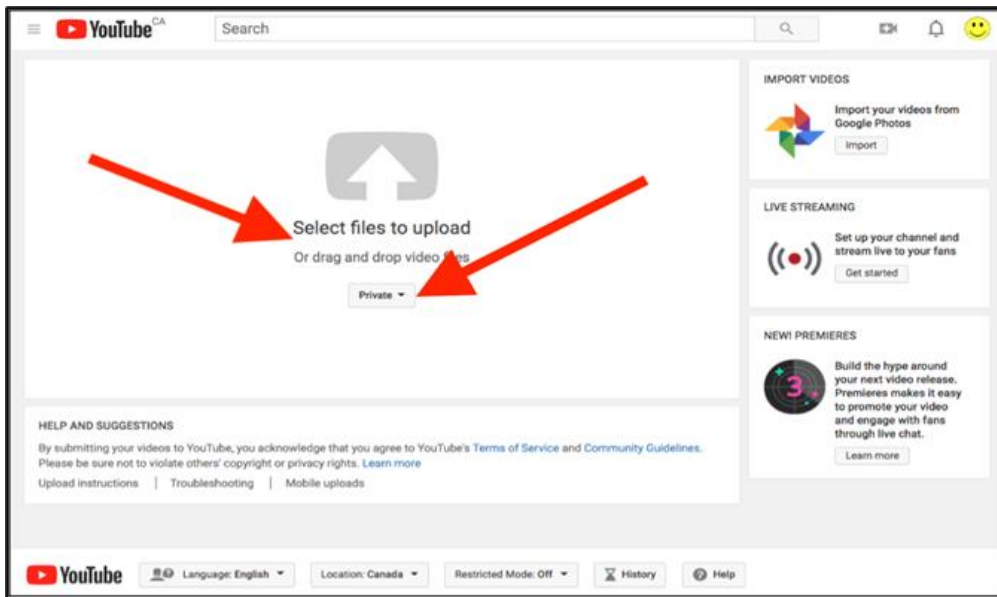 YouTube CA
Search
Select files to upload
Or drag and drop video files
Private
IMPORT VIDEOS
Import your videos from
Google Photos
Import
LIVE STREAMING
Set up your channel and
stream live to your fans
Get started
NEW! PREMIERES
3
Build the hype around
your next video release.
Premieres makes it easy
to promote your video
and engage with fans
through live chat.
Learn more
HELP AND SUGGESTIONS
By submitting your videos to YouTube, you acknowledge that you agree to YouTube's Terms of Service and Community Guidelines.
Please be sure not to violate others' copyright or privacy rights. Learn more
Upload instructions | Troubleshooting | Mobile uploads
YouTube Language: English Location: Canada Restricted Mode: Off History Help